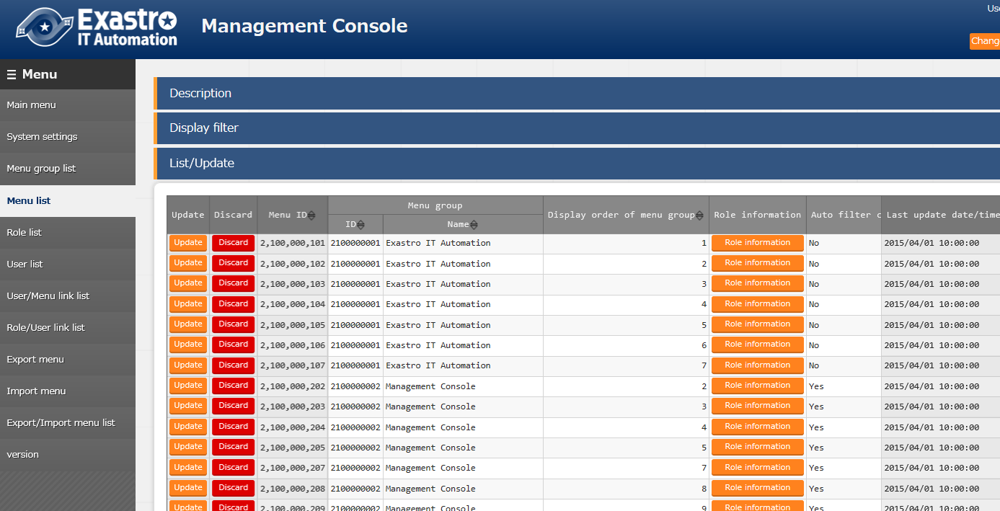 Exastro
IT Automation
Management Console
Use
Chang
Menu
Main menu
System settings
Menu group list
Menu list
Role list
User list
User/Menu link list
Role/User link list
Export menu
Import menu
Export/Import menu list
version
Description
Display filter
List/Update
Update Discard Menu ID Menu group Display order of menu group Role information Auto filter c Last update date/time
ID Name
Update Discard 2,100,000,101 2100000001 Exastro IT Automation 1 Role information No 2015/04/01 10:00:00
Update Discard 2,100,000,102 2100000001 Exastro IT Automation 2 Role information No 2015/04/01 10:00:00
Update Discard 2,100,000,103 2100000001 Exastro IT Automation 3 Role information No 2015/04/01 10:00:00
Update Discard 2,100,000,104 2100000001 Exastro IT Automation 4 Role information No 2015/04/01 10:00:00
Update Discard 2,100,000,105 2100000001 Exastro IT Automation 5 Role information No 2015/04/01 10:00:00
Update Discard 2,100,000,106 2100000001 Exastro IT Automation 6 Role information No 2015/04/01 10:00:00
Update Discard 2,100,000,107 2100000001 Exastro IT Automation 7 Role information No 2015/04/01 10:00:00
Update Discard 2,100,000,202 2100000002 Management Console 2 Role information Yes 2015/04/01 10:00:00
Update Discard 2,100,000,203 2100000002 Management Console 3 Role information Yes 2015/04/01 10:00:00
Update Discard 2,100,000,204 2100000002 Management Console 4 Role information Yes 2015/04/01 10:00:00
Update Discard 2,100,000,205 2100000002 Management Console 5 Role information Yes 2015/04/01 10:00:00
Update Discard 2,100,000,207 2100000002 Management Console 7 Role information Yes 2015/04/01 10:00:00
Update Discard 2,100,000,208 2100000002 Management Console 8 Role information Yes 2015/04/01 10:00:00
Update Discard 2,100,000,209 2100000002 Management Console 9 Role information Yes 2015/04/01 10:00:00